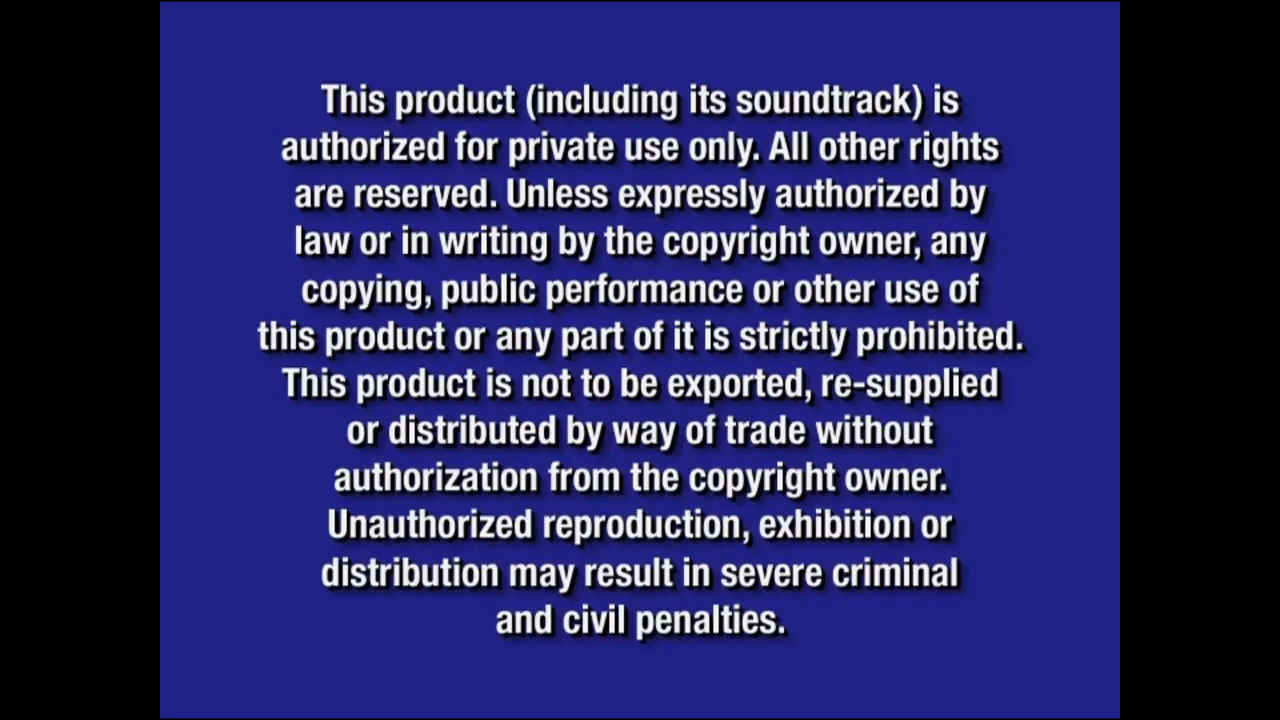 This product (including its soundtrack) is
authorized for private use only. All other rights
are reserved. Unless expressly authorized by
law or in writing by the copyright owner, any
copying, public performance or other use of
this product or any part of it is strictly prohibited.
This product is not to be exported, re-supplied
or distributed by way of trade without
authorization from the copyright owner.
Unauthorized reproduction, exhibition or
distribution may result in severe criminal
and civil penalties.